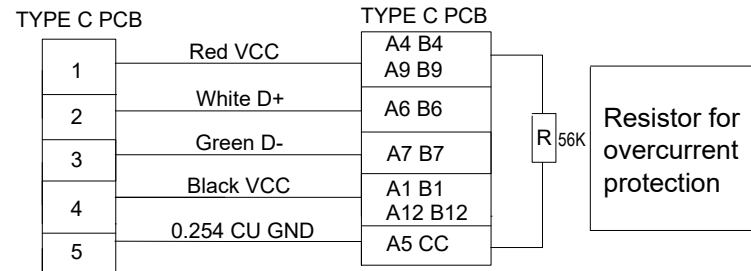 TYPE C PCB
TYPE C PCB
1
Red VCC
A4 B4
A9 B9
2
White D+
A6 B6
3
Green D-
A7 B7
4
Black VCC
A1 B1
A12 B12
5
0.254 CU GND
A5 CC
R 56K
Resistor for
overcurrent
protection